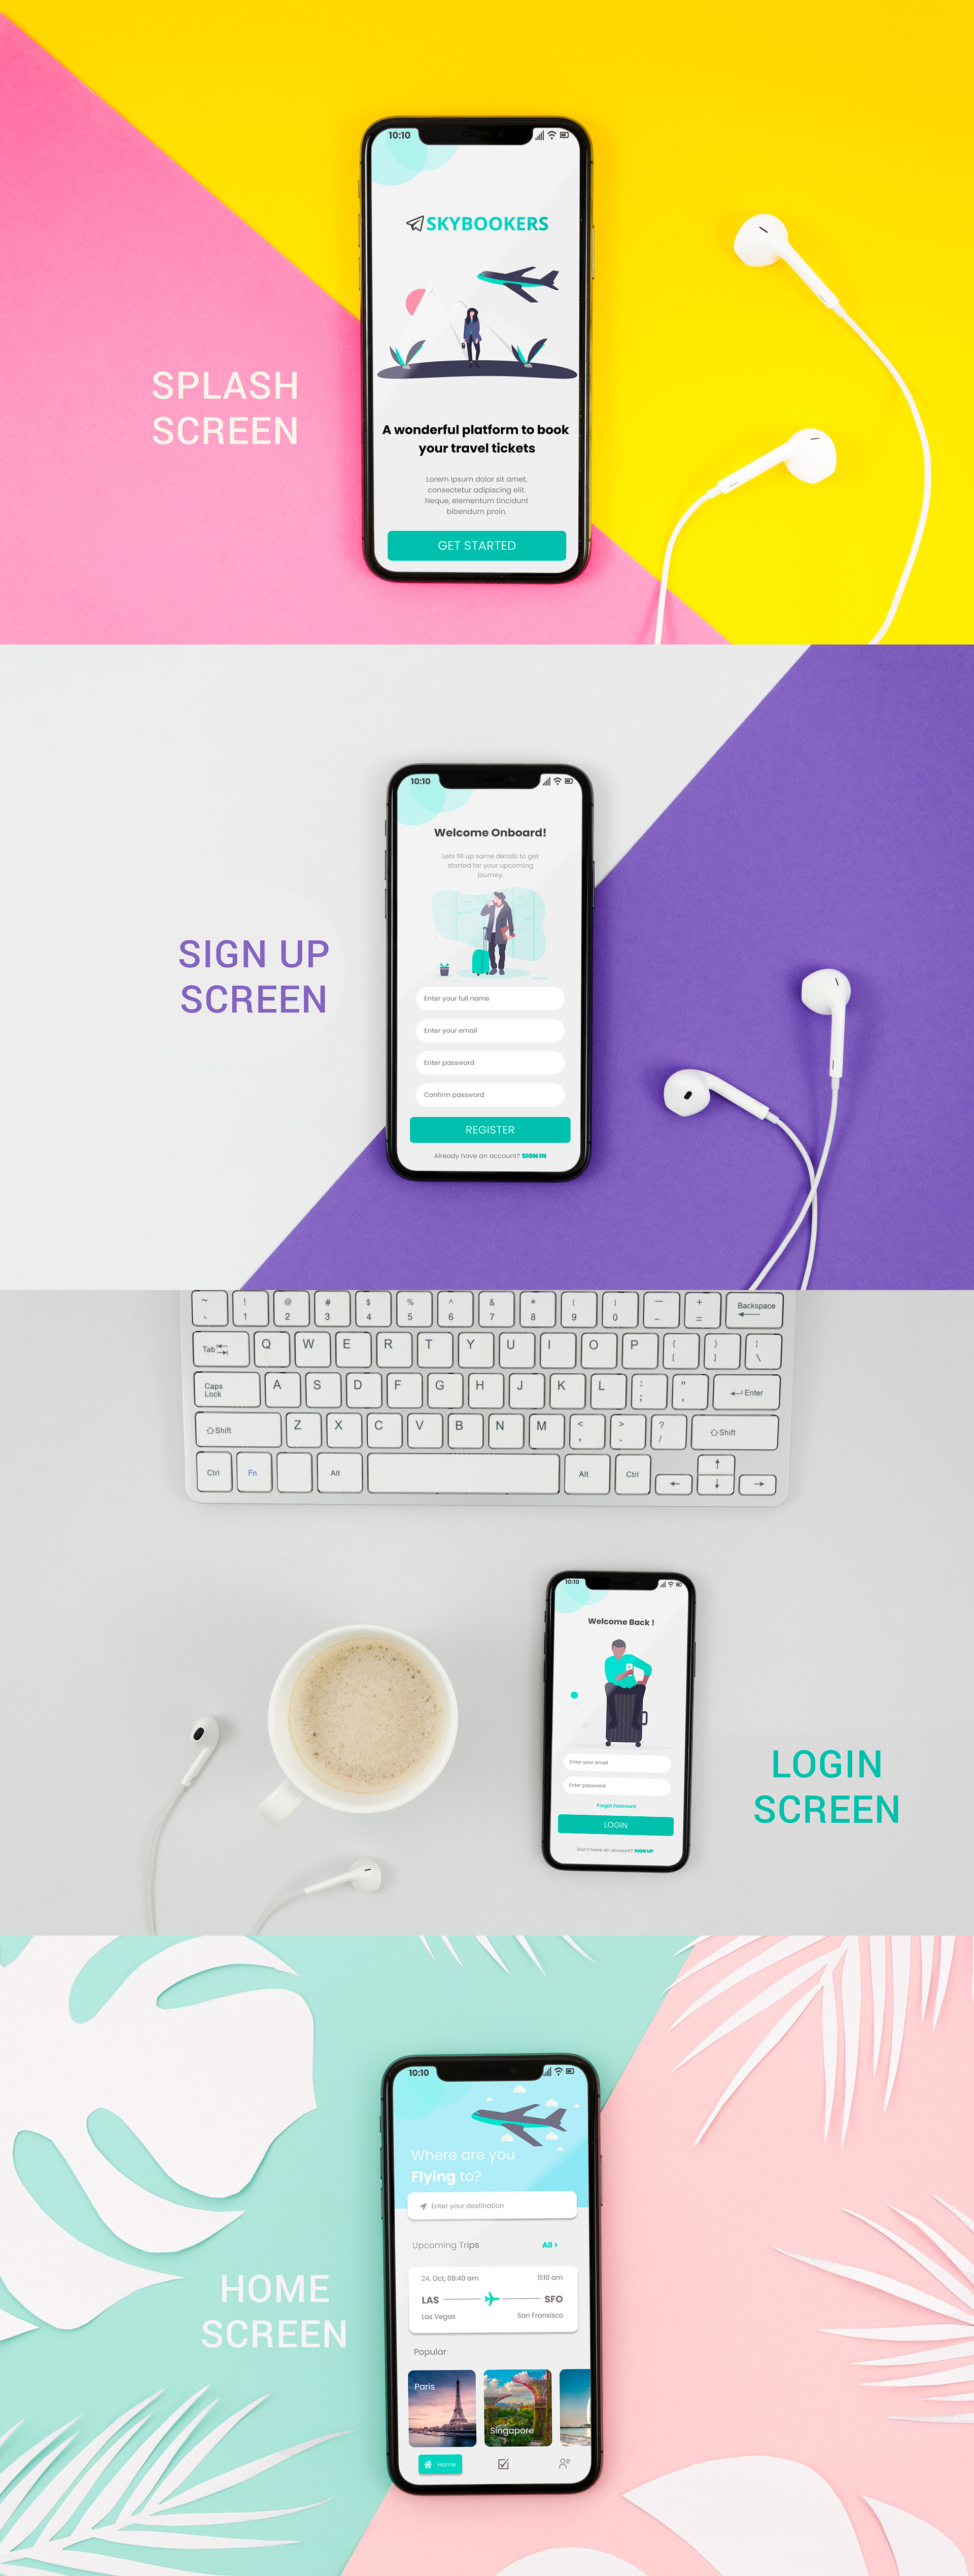 10:10
SKYBOOKERS
SPLASH
SCREEN
A wonderful platform to book
your travel tickets
Lorem ipsum dolor sit amet,
consectetur adipiscing elit.
Neque, elementum tincidunt
bibendum proin.
GET STARTED
10:10
Welcome Onboard!
Lets fill up some details to get
started for your upcoming
journey.
SIGN UP
SCREEN
Enter your full name
Enter your email
Enter password
Confirm password
REGISTER
Already have an account? SIGN IN
~ ! @ # $ % ^ & * ( ) — + Backspace
` 1 2 3 4 5 6 7 8 9 0 – =
Tab Q W E R T Y U I O P { [ } ] ¦ \
Caps Lock A S D F G H J K L : ; " ' Enter
Shift Z X C V B N M < , > . ? / Shift
Ctrl Fn Alt Alt Ctrl
10:10
Welcome Back !
Enter your email
Enter password
Forgot Password
LOGIN
Don't have an account? SIGN UP
LOGIN
SCREEN
10:10
Where are you
Flying to?
Enter your destination
Upcoming Trips All >
24, Oct, 09:40 am 11:10 am
LAS SFO
Las Vegas San Fransisco
HOME
SCREEN
Popular
Paris
Singapore
Home